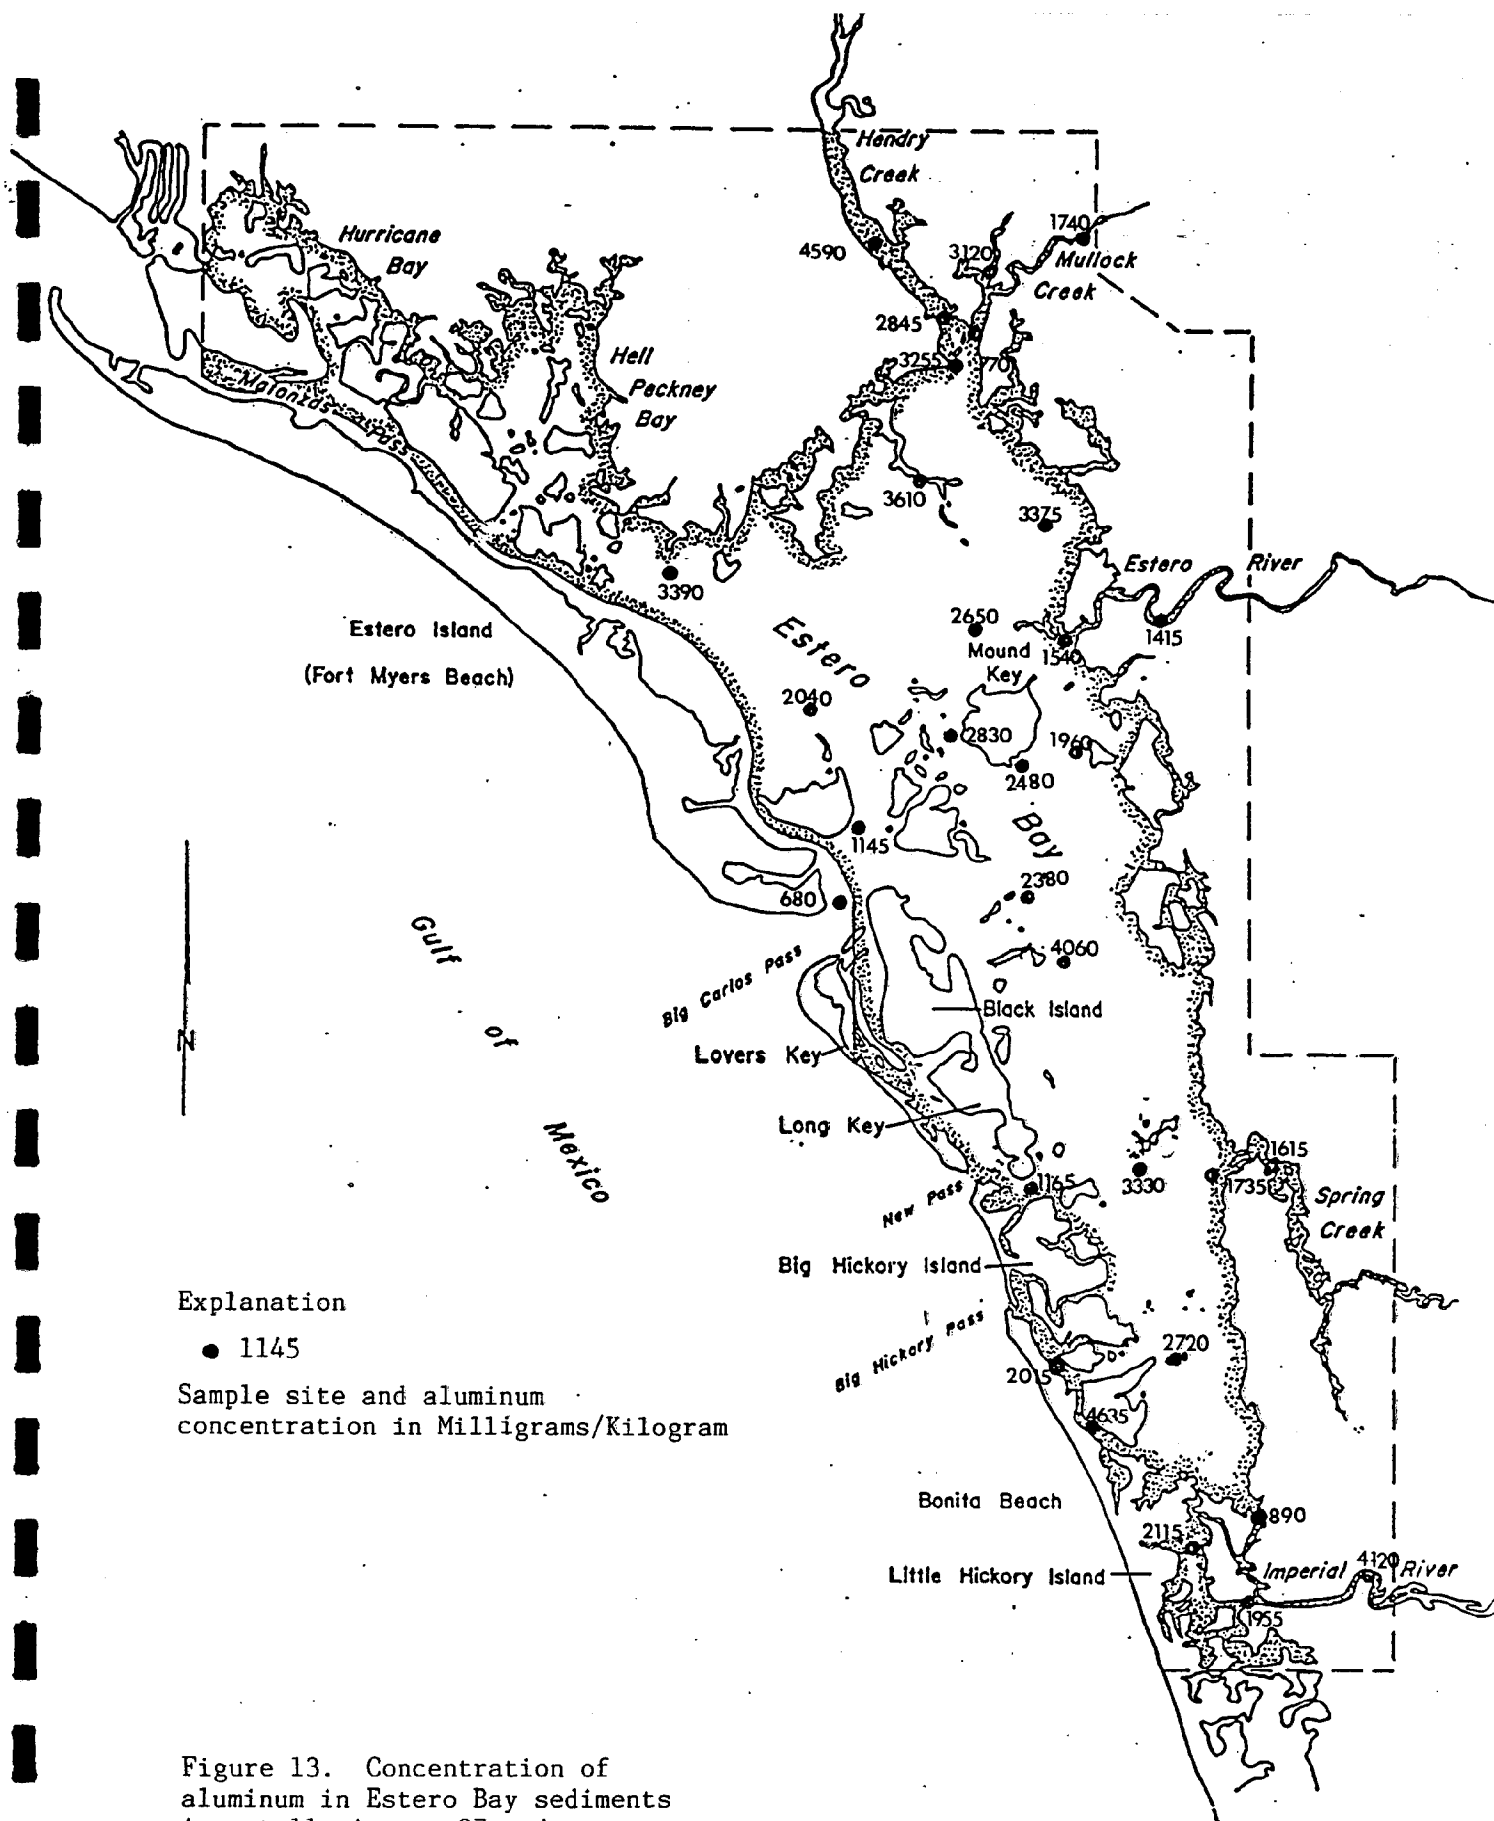 Hendry
Creek
1740
Hurricane
Bay
4590
3120
Mullock
Creek
2845
3255
770
Hell
Peckney
Bay
Matanzas Pass
3610
3375
3390
Estero River
1415
2650
1540
Mound
Key
Estero Island
(Fort Myers Beach)
Estero
Bay
2040
2830
1960
2480
1145
2380
680
4060
Gulf
of
Mexico
Big Carlos Pass
Black Island
N
Lovers Key
Long Key
1615
1165
3330
1735
New Pass
Spring
Creek
Big Hickory Island
Big Hickory Pass
2720
2015
4635
Explanation
1145
Sample site and aluminum
concentration in Milligrams/Kilogram
Bonita Beach
890
2115
Little Hickory Island
Imperial River
4120
1955
Figure 13. Concentration of
aluminum in Estero Bay sediments